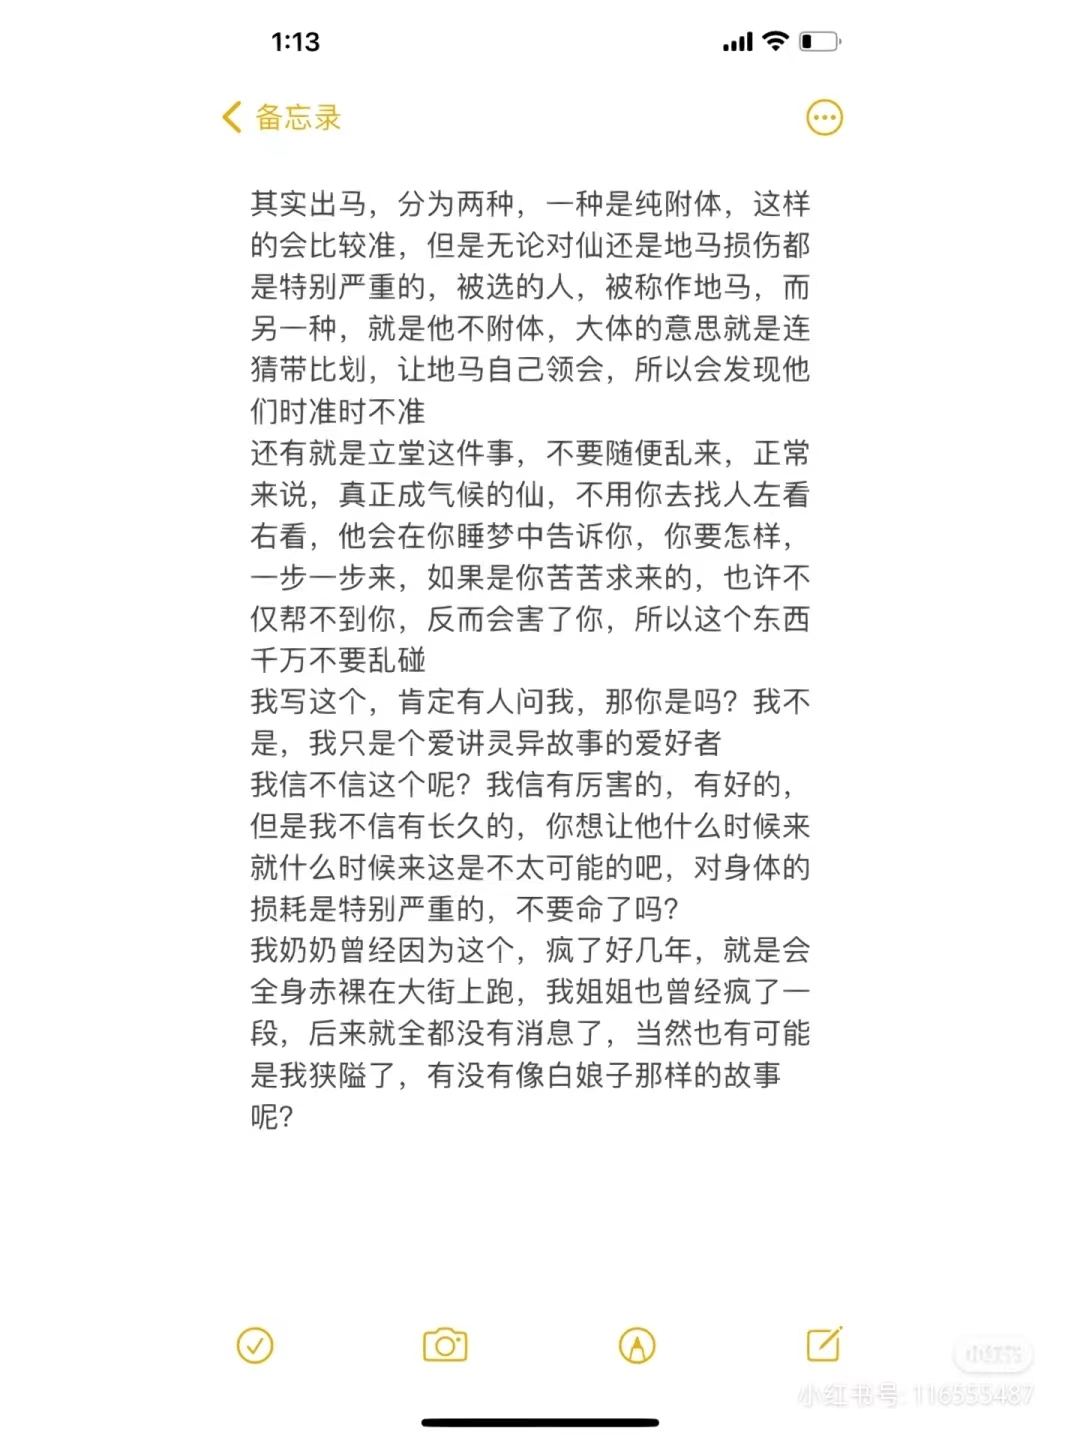 1:13
备忘录
其实出马，分为两种，一种是纯附体，这样
的会比较准，但是无论对仙还是地马损伤都
是特别严重的，被选的人，被称作地马，而
另一种，就是他不附体，大体的意思就是连
猜带比划，让地马自己领会，所以会发现他
们时准时不准
还有就是立堂这件事，不要随便乱来，正常
来说，真正成气候的仙，不用你去找人左看
右看，他会在你睡梦中告诉你，你要怎样，
一步一步来，如果是你苦苦求来的，也许不
仅帮不到你，反而会害了你，所以这个东西
千万不要乱碰
我写这个，肯定有人问我，那你是吗？我不
是，我只是个爱讲灵异故事的爱好者
我信不信这个呢？我信有厉害的，有好的，
但是我不信有长久的，你想让他什么时候来
就什么时候来这是不太可能的吧，对身体的
损耗是特别严重的，不要命了吗？
我奶奶曾经因为这个，疯了好几年，就是会
全身赤裸在大街上跑，我姐姐也曾经疯了一
段，后来就全都没有消息了，当然也有可能
是我狭隘了，有没有像白娘子那样的故事
呢？
小红书
小红书号: 116555487